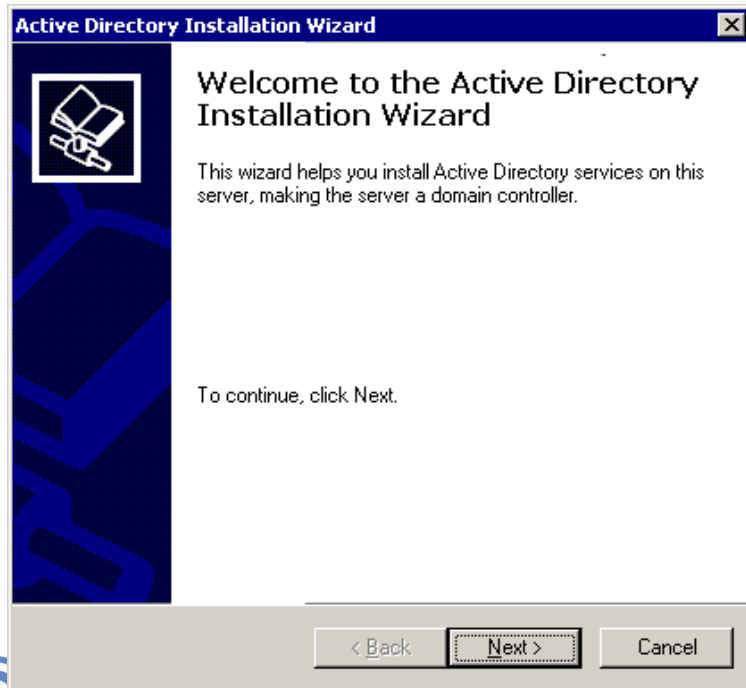 Active Directory Installation Wizard
Welcome to the Active Directory
Installation Wizard
This wizard helps you install Active Directory services on this
server, making the server a domain controller.
To continue, click Next.
< Back
Next >
Cancel